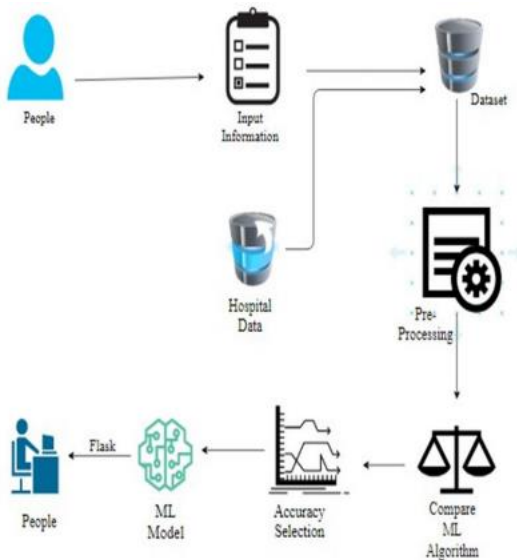 People
Input
Information
Dataset
Hospital
Data
Pre-
Processing
Compare
ML
Algorithm
Accuracy
Selection
ML
Model
Flask
People